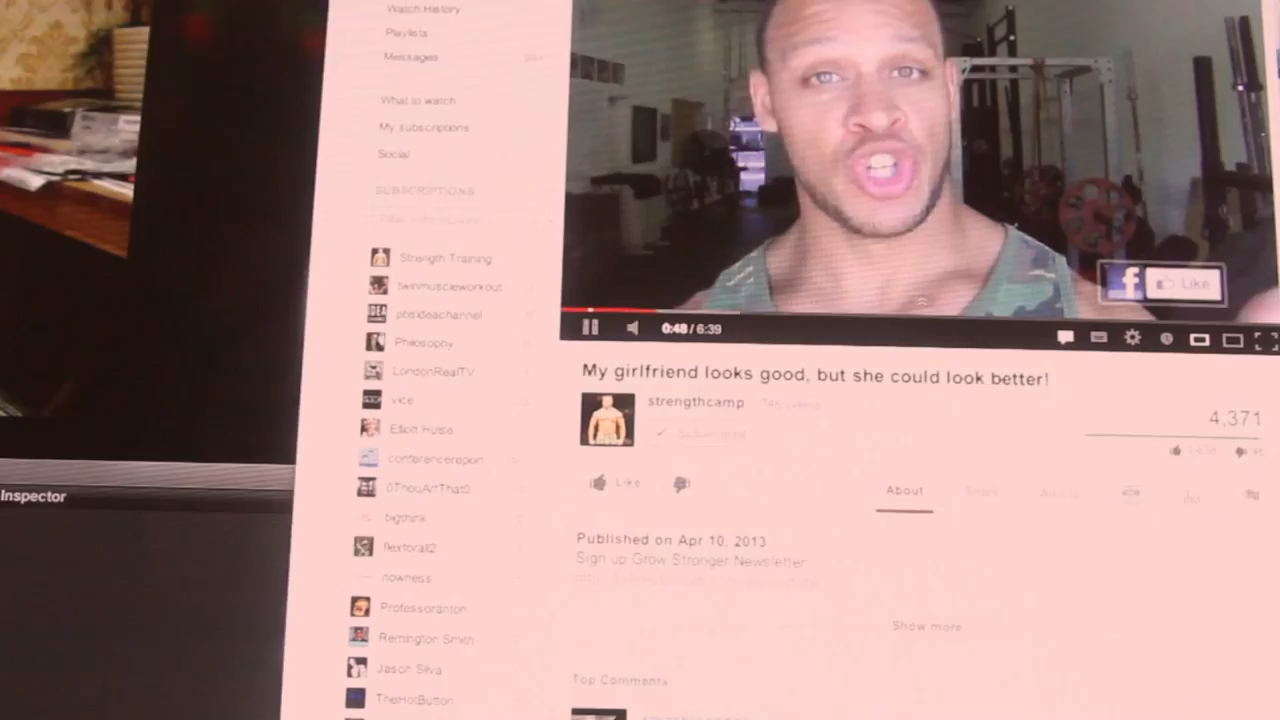 Watch History
Playlists
Messages
What to watch
My subscriptions
Social
SUBSCRIPTIONS
Strength Training
twinmuscleworkout
pbsideachannel
Philosophy
LondonRealTV
vice
Elliott Hulse
conferencereport
0ThouArtThat0
bigthink
flexforall2
nowness
Professoranton
Remington Smith
Jason Silva
TheHotButton
Inspector
f Like
0:48 / 6:39
My girlfriend looks good, but she could look better!
strengthcamp
Subscribed
4,371
Like
About
Share
Published on Apr 10, 2013
Sign up Grow Stronger Newsletter
Show more
Top Comments